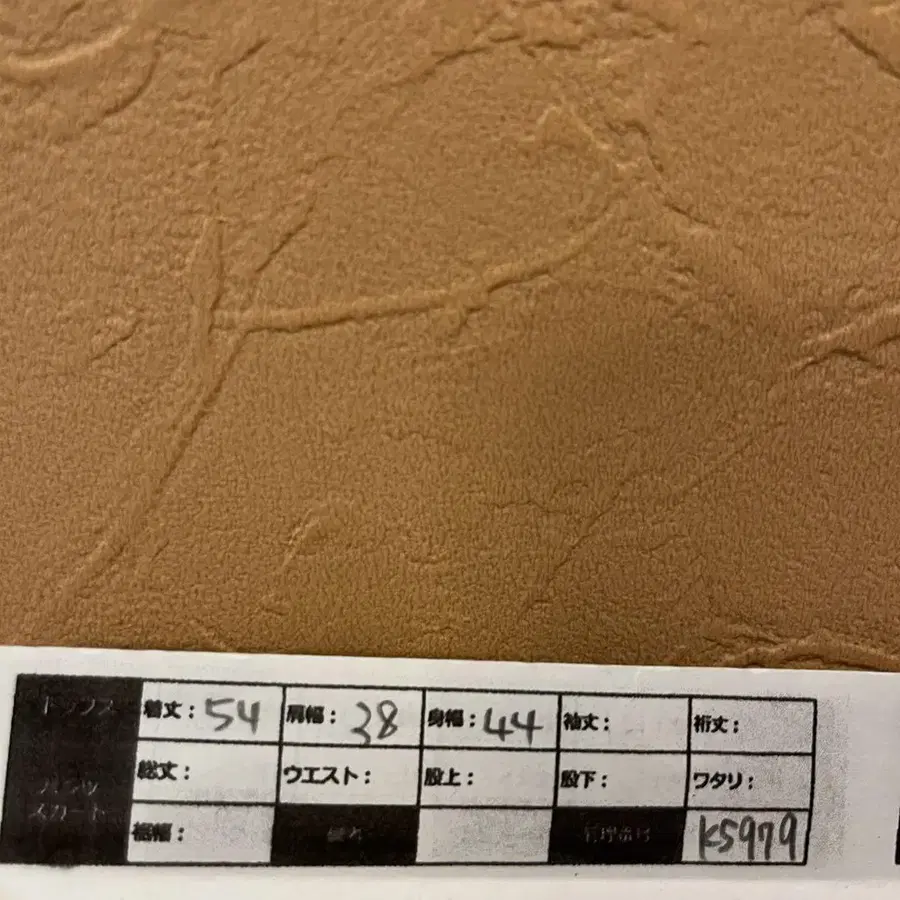 トップス 着丈: 54 肩幅: 38 身幅: 44 袖丈: 裄丈:
パンツ スカート 総丈: ウエスト: 股上: 股下: ワタリ:
裾幅: 備考 管理番号 K5979